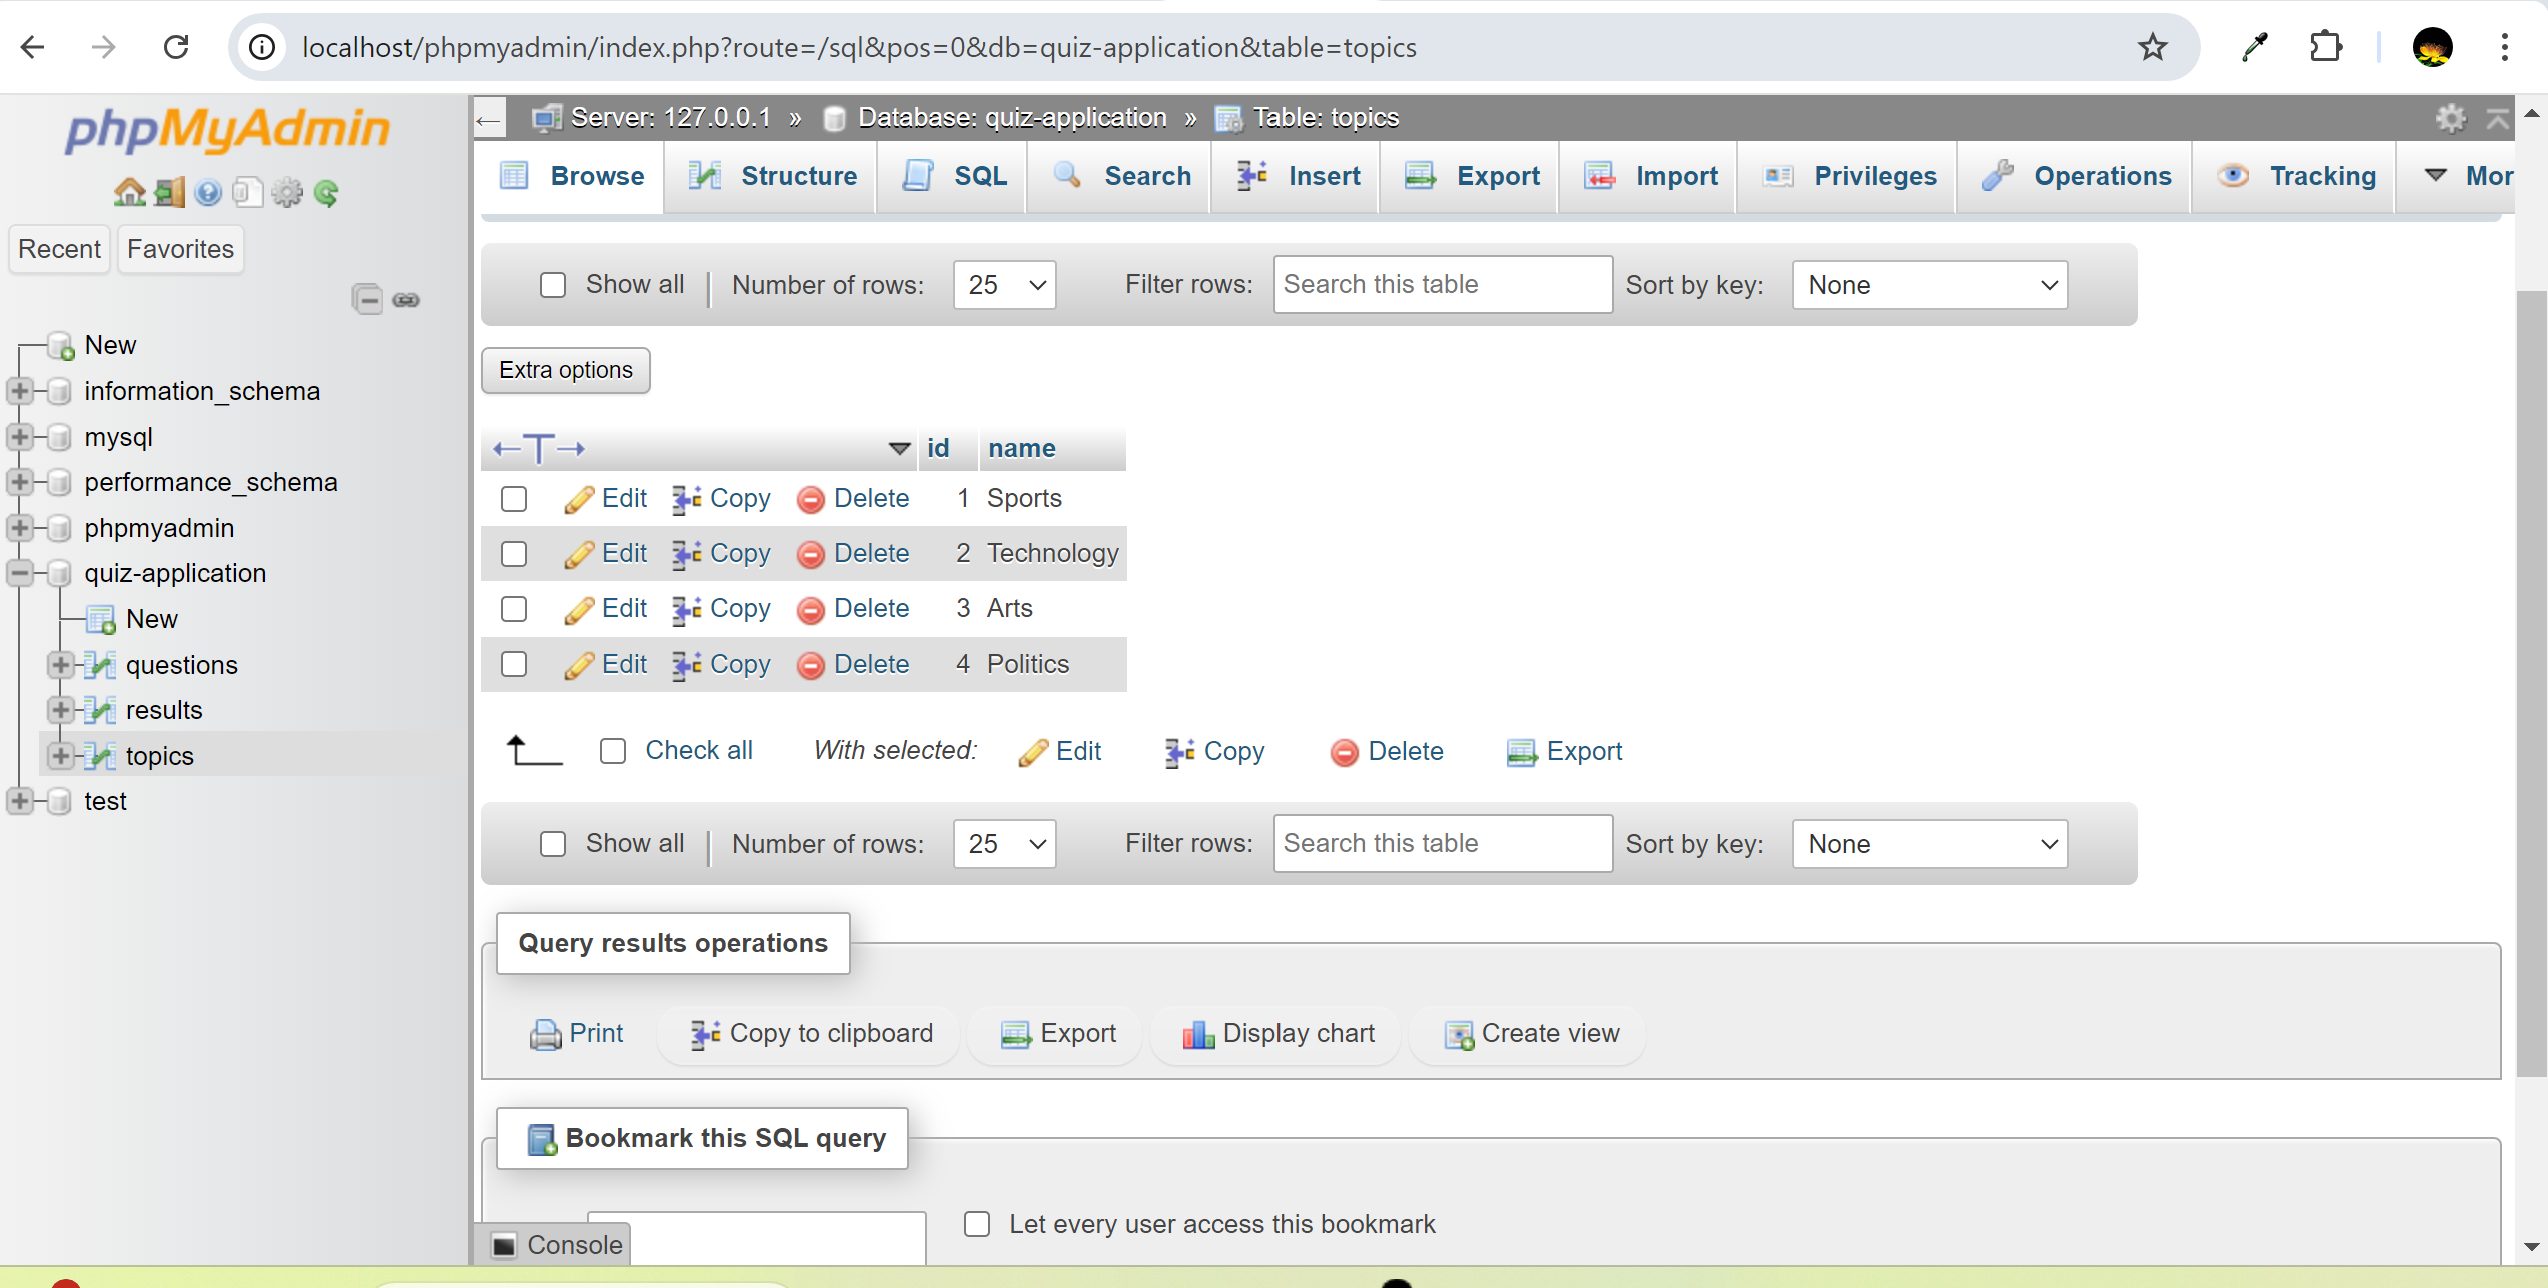 localhost/phpmyadmin/index.php?route=/sql&pos=0&db=quiz-application&table=topics
phpMyAdmin
Recent Favorites
New
information_schema
mysql
performance_schema
phpmyadmin
quiz-application
New
questions
results
topics
test
Server: 127.0.0.1 » Database: quiz-application » Table: topics
Browse Structure SQL Search Insert Export Import Privileges Operations Tracking Mor
Show all Number of rows: 25 Filter rows: Search this table Sort by key: None
Extra options
id name
Edit Copy Delete 1 Sports
Edit Copy Delete 2 Technology
Edit Copy Delete 3 Arts
Edit Copy Delete 4 Politics
Check all With selected: Edit Copy Delete Export
Show all Number of rows: 25 Filter rows: Search this table Sort by key: None
Query results operations
Print Copy to clipboard Export Display chart Create view
Bookmark this SQL query
Let every user access this bookmark
Console